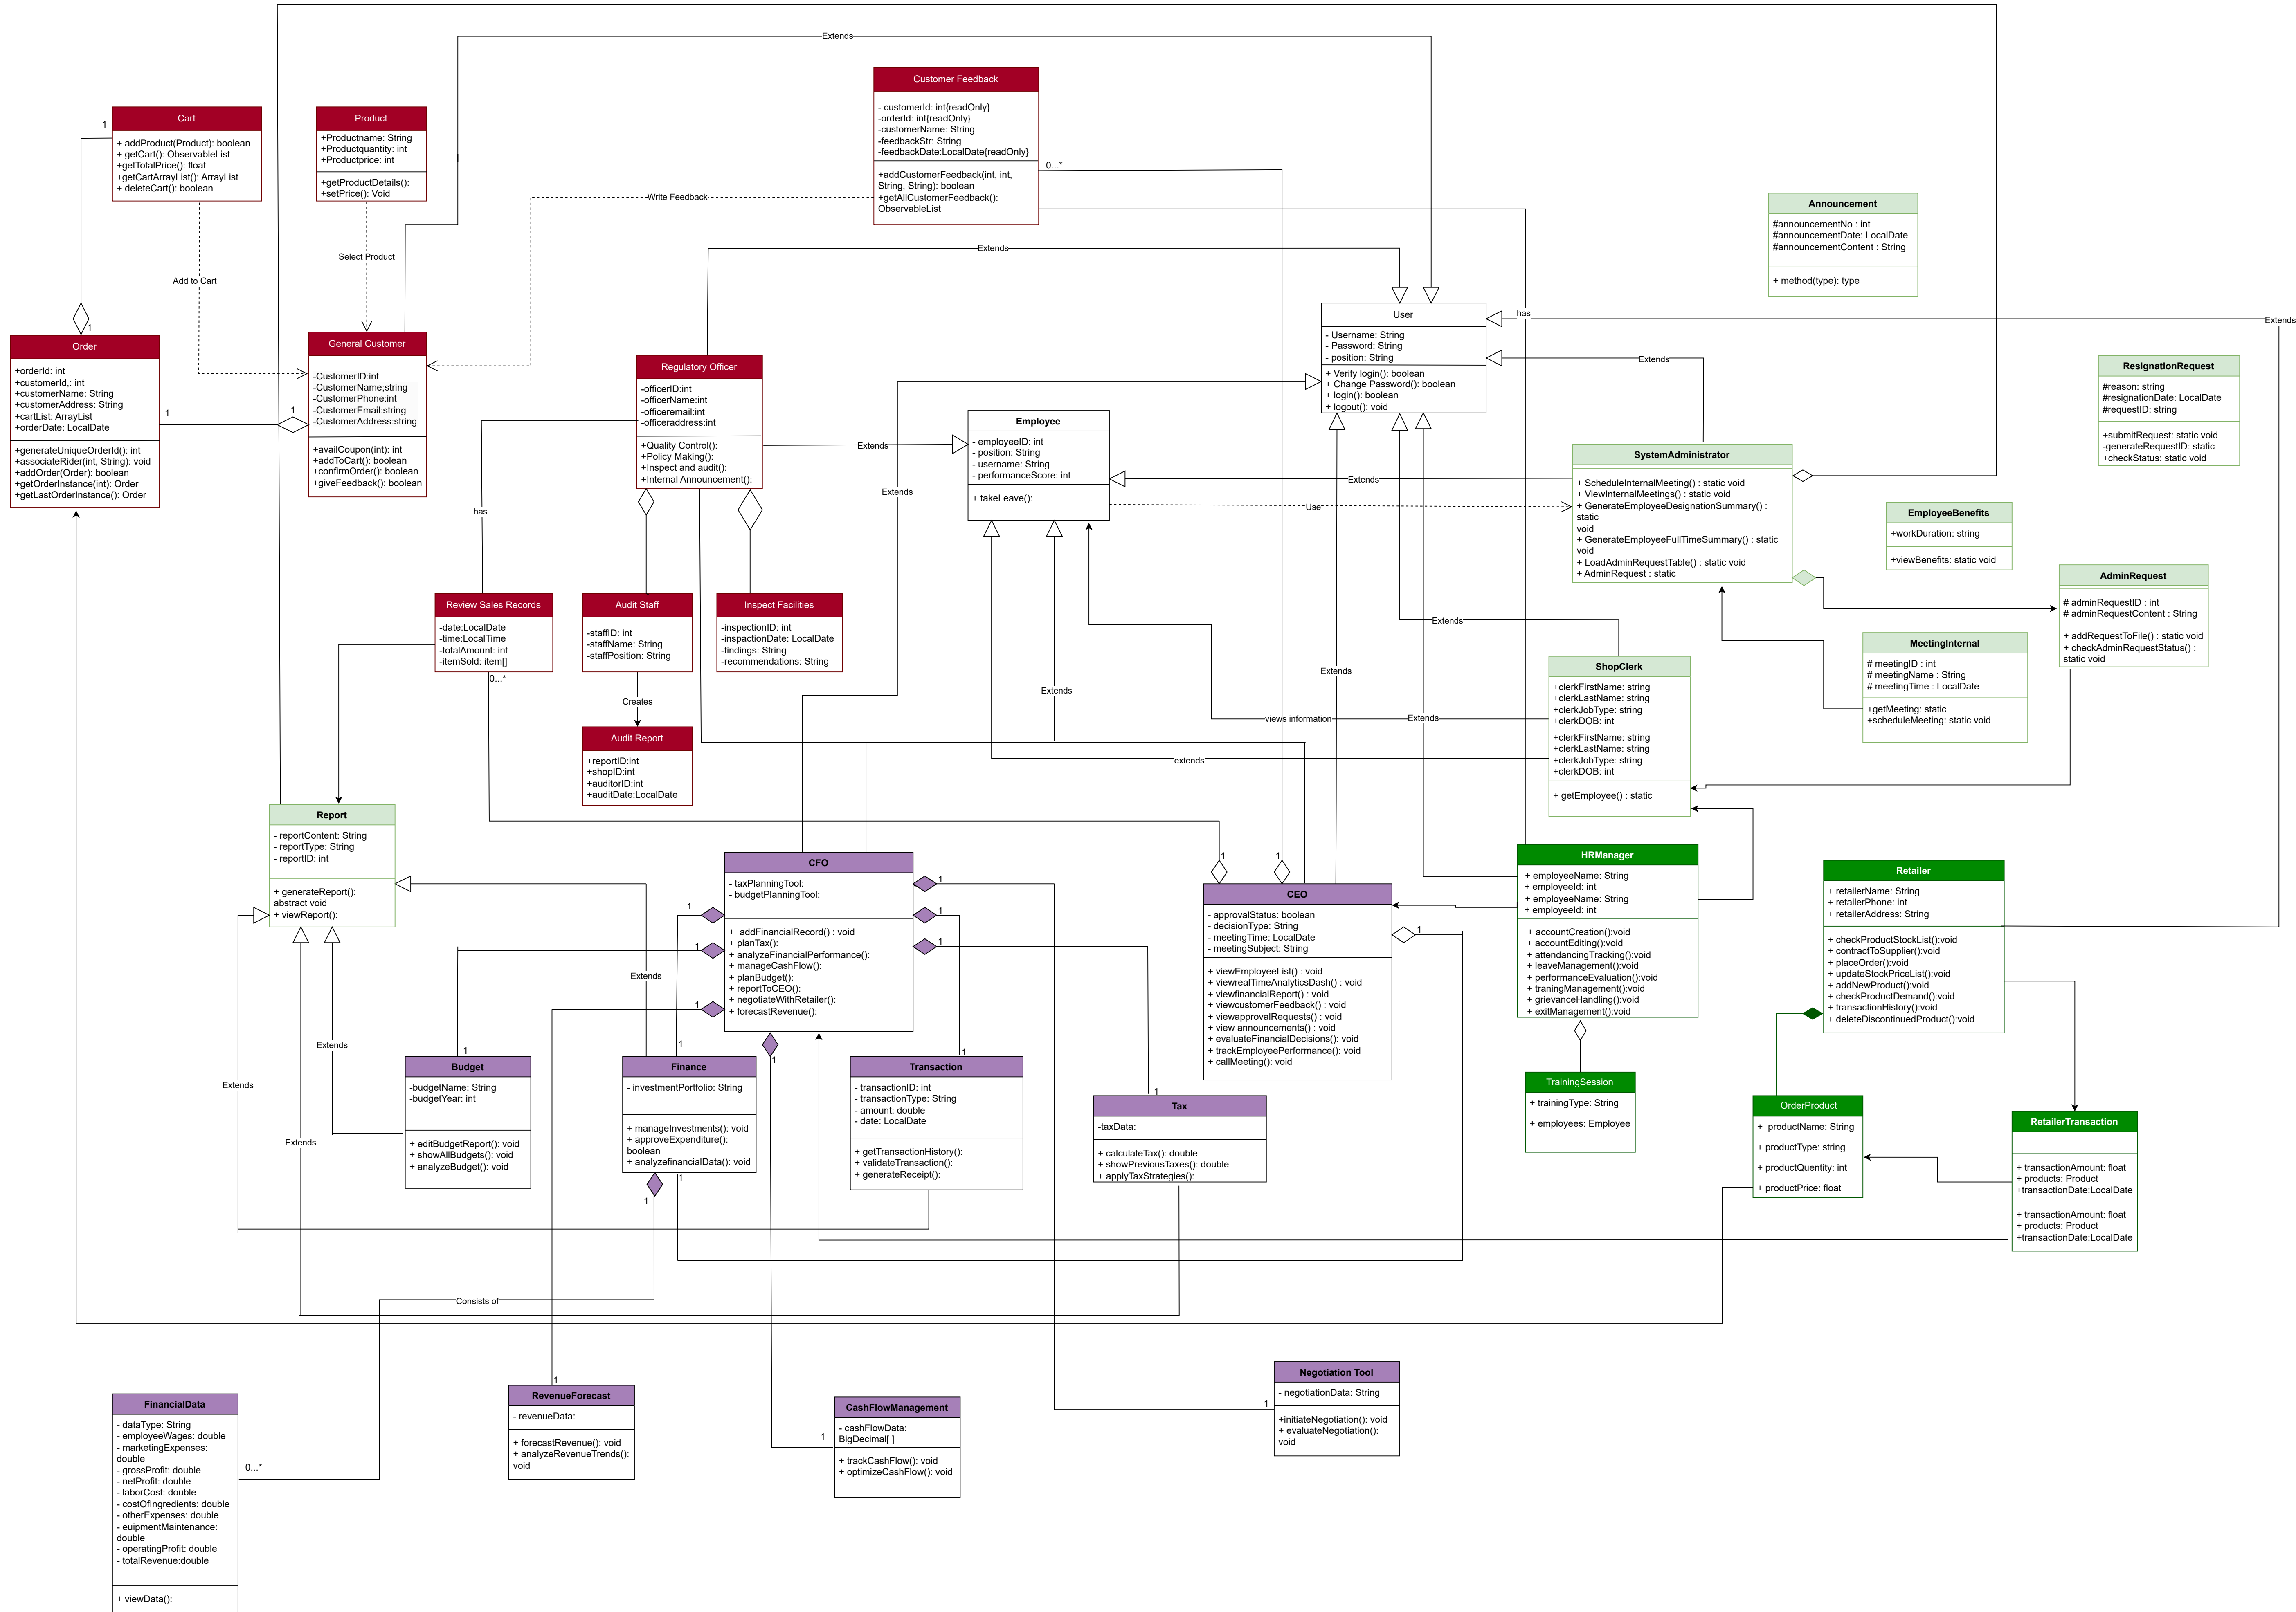 Extends
Customer Feedback
- customerId: int{readOnly}
-orderId: int{readOnly}
-customerName: String
-feedbackStr: String
-feedbackDate:LocalDate{readOnly}
+addCustomerFeedback(int, int,
String, String): boolean
+getAllCustomerFeedback():
ObservableList
0...*
1
Cart
+ addProduct(Product): boolean
+ getCart(): ObservableList
+getTotalPrice(): float
+getCartArrayList(): ArrayList
+ deleteCart(): boolean
Product
+Productname: String
+Productquantity: int
+Productprice: int
+getProductDetails():
+setPrice(): Void
Write Feedback
Select Product
Add to Cart
Extends
Announcement
#announcementNo : int
#announcementDate: LocalDate
#announcementContent : String
+ method(type): type
1
Order
+orderId: int
+customerId,: int
+customerName: String
+customerAddress: String
+cartList: ArrayList
+orderDate: LocalDate
+generateUniqueOrderId(): int
+associateRider(int, String): void
+addOrder(Order): boolean
+getOrderInstance(int): Order
+getLastOrderInstance(): Order
1
1
General Customer
-CustomerID:int
-CustomerName;string
-CustomerPhone:int
-CustomerEmail:string
-CustomerAddress:string
+availCoupon(int): int
+addToCart(): boolean
+confirmOrder(): boolean
+giveFeedback(): boolean
Regulatory Officer
-officerID:int
-officerName:int
-officeremail:int
-officeraddress:int
+Quality Control():
+Policy Making():
+Inspect and audit():
+Internal Announcement():
has
Extends
Extends
User
- Username: String
- Password: String
- position: String
+ Verify login(): boolean
+ Change Password(): boolean
+ login(): boolean
+ logout(): void
has
Extends
Extends
Employee
- employeeID: int
- position: String
- username: String
- performanceScore: int
+ takeLeave():
Extends
Use
SystemAdministrator
+ ScheduleInternalMeeting() : static void
+ ViewInternalMeetings() : static void
+ GenerateEmployeeDesignationSummary() :
static
void
+ GenerateEmployeeFullTimeSummary() : static
void
+ LoadAdminRequestTable() : static void
+ AdminRequest : static
ResignationRequest
#reason: string
#resignationDate: LocalDate
#requestID: string
+submitRequest: static void
-generateRequestID: static
+checkStatus: static void
EmployeeBenefits
+workDuration: string
+viewBenefits: static void
AdminRequest
# adminRequestID : int
# adminRequestContent : String
+ addRequestToFile() : static void
+ checkAdminRequestStatus() :
static void
MeetingInternal
# meetingID : int
# meetingName : String
# meetingTime : LocalDate
+getMeeting: static
+scheduleMeeting: static void
Review Sales Records
-date:LocalDate
-time:LocalTime
-totalAmount: int
-itemSold: item[]
0...*
Audit Staff
-staffID: int
-staffName: String
-staffPosition: String
Creates
Inspect Facilities
-inspectionID: int
-inspactionDate: LocalDate
-findings: String
-recommendations: String
Audit Report
+reportID:int
+shopID:int
+auditorID:int
+auditDate:LocalDate
Extends
Extends
Extends
Extends
views information
extends
ShopClerk
+clerkFirstName: string
+clerkLastName: string
+clerkJobType: string
+clerkDOB: int
+clerkFirstName: string
+clerkLastName: string
+clerkJobType: string
+clerkDOB: int
+ getEmployee() : static
Report
- reportContent: String
- reportType: String
- reportID: int
+ generateReport():
abstract void
+ viewReport():
CFO
- taxPlanningTool:
- budgetPlanningTool:
+  addFinancialRecord() : void
+ planTax():
+ analyzeFinancialPerformance():
+ manageCashFlow():
+ planBudget():
+ reportToCEO():
+ negotiateWithRetailer():
+ forecastRevenue():
1
1
1
1
1
1
1
1
1
CEO
- approvalStatus: boolean
- decisionType: String
- meetingTime: LocalDate
- meetingSubject: String
+ viewEmployeeList() : void
+ viewrealTimeAnalyticsDash() : void
+ viewfinancialReport() : void
+ viewcustomerFeedback() : void
+ viewapprovalRequests() : void
+ view announcements() : void
+ evaluateFinancialDecisions(): void
+ trackEmployeePerformance(): void
+ callMeeting(): void
1
HRManager
+ employeeName: String
+ employeeId: int
+ employeeName: String
+ employeeId: int
+ accountCreation():void
+ accountEditing():void
+ attendancingTracking():void
+ leaveManagement():void
+ performanceEvaluation(): void
+ traningManagement():void
+ grievanceHandling():void
+ exitManagement():void
Retailer
+ retailerName: String
+ retailerPhone: int
+ retailerAddress: String
+ checkProductStockList():void
+ contractToSupplier():void
+ placeOrder():void
+ updateStockPriceList():void
+ addNewProduct():void
+ checkProductDemand():void
+ transactionHistory():void
+ deleteDiscontinuedProduct():void
Extends
Extends
Extends
Extends
1
Budget
-budgetName: String
-budgetYear: int
+ editBudgetReport(): void
+ showAllBudgets(): void
+ analyzeBudget(): void
1
Finance
- investmentPortfolio: String
+ manageInvestments(): void
+ approveExpenditure():
boolean
+ analyzefinancialData(): void
1
1
1
Transaction
- transactionID: int
- transactionType: String
- amount: double
- date: LocalDate
+ getTransactionHistory():
+ validateTransaction():
+ generateReceipt():
1
Tax
-taxData:
+ calculateTax(): double
+ showPreviousTaxes(): double
+ applyTaxStrategies():
TrainingSession
+ trainingType: String
+ employees: Employee
OrderProduct
+  productName: String
+ productType: string
+ productQuentity: int
+ productPrice: float
RetailerTransaction
+ transactionAmount: float
+ products: Product
+transactionDate:LocalDate
+ transactionAmount: float
+ products: Product
+transactionDate:LocalDate
Consists of
FinancialData
- dataType: String
- employeeWages: double
- marketingExpenses:
double
- grossProfit: double
- netProfit: double
- laborCost: double
- costOfIngredients: double
- otherExpenses: double
- euipmentMaintenance:
double
- operatingProfit: double
- totalRevenue:double
+ viewData():
0...*
1
RevenueForecast
- revenueData:
+ forecastRevenue(): void
+ analyzeRevenueTrends():
void
1
CashFlowManagement
- cashFlowData:
BigDecimal[ ]
+ trackCashFlow(): void
+ optimizeCashFlow(): void
1
Negotiation Tool
- negotiationData: String
+initiateNegotiation(): void
+ evaluateNegotiation():
void